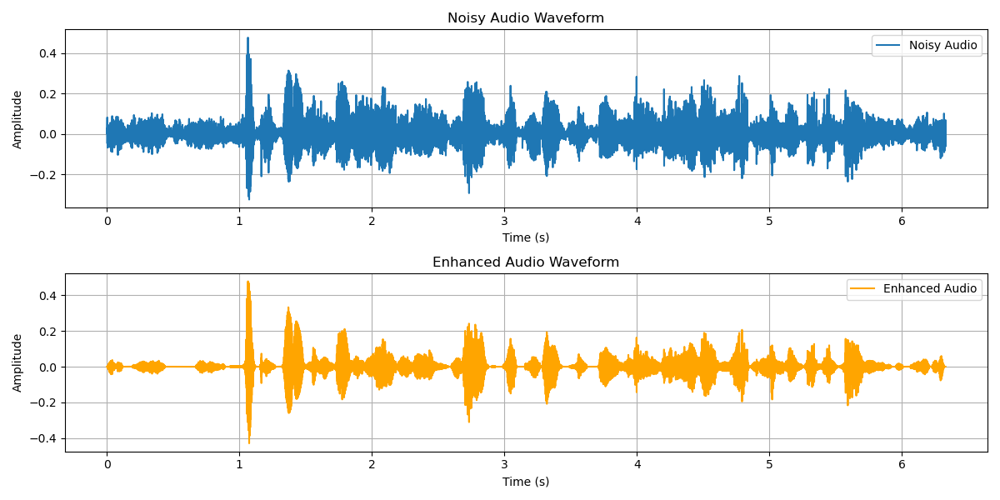 Noisy Audio Waveform
Noisy Audio
Amplitude
0.4
0.2
0.0
−0.2
0 1 2 3 4 5 6
Time (s)
Enhanced Audio Waveform
Enhanced Audio
Amplitude
0.4
0.2
0.0
−0.2
−0.4
0 1 2 3 4 5 6
Time (s)